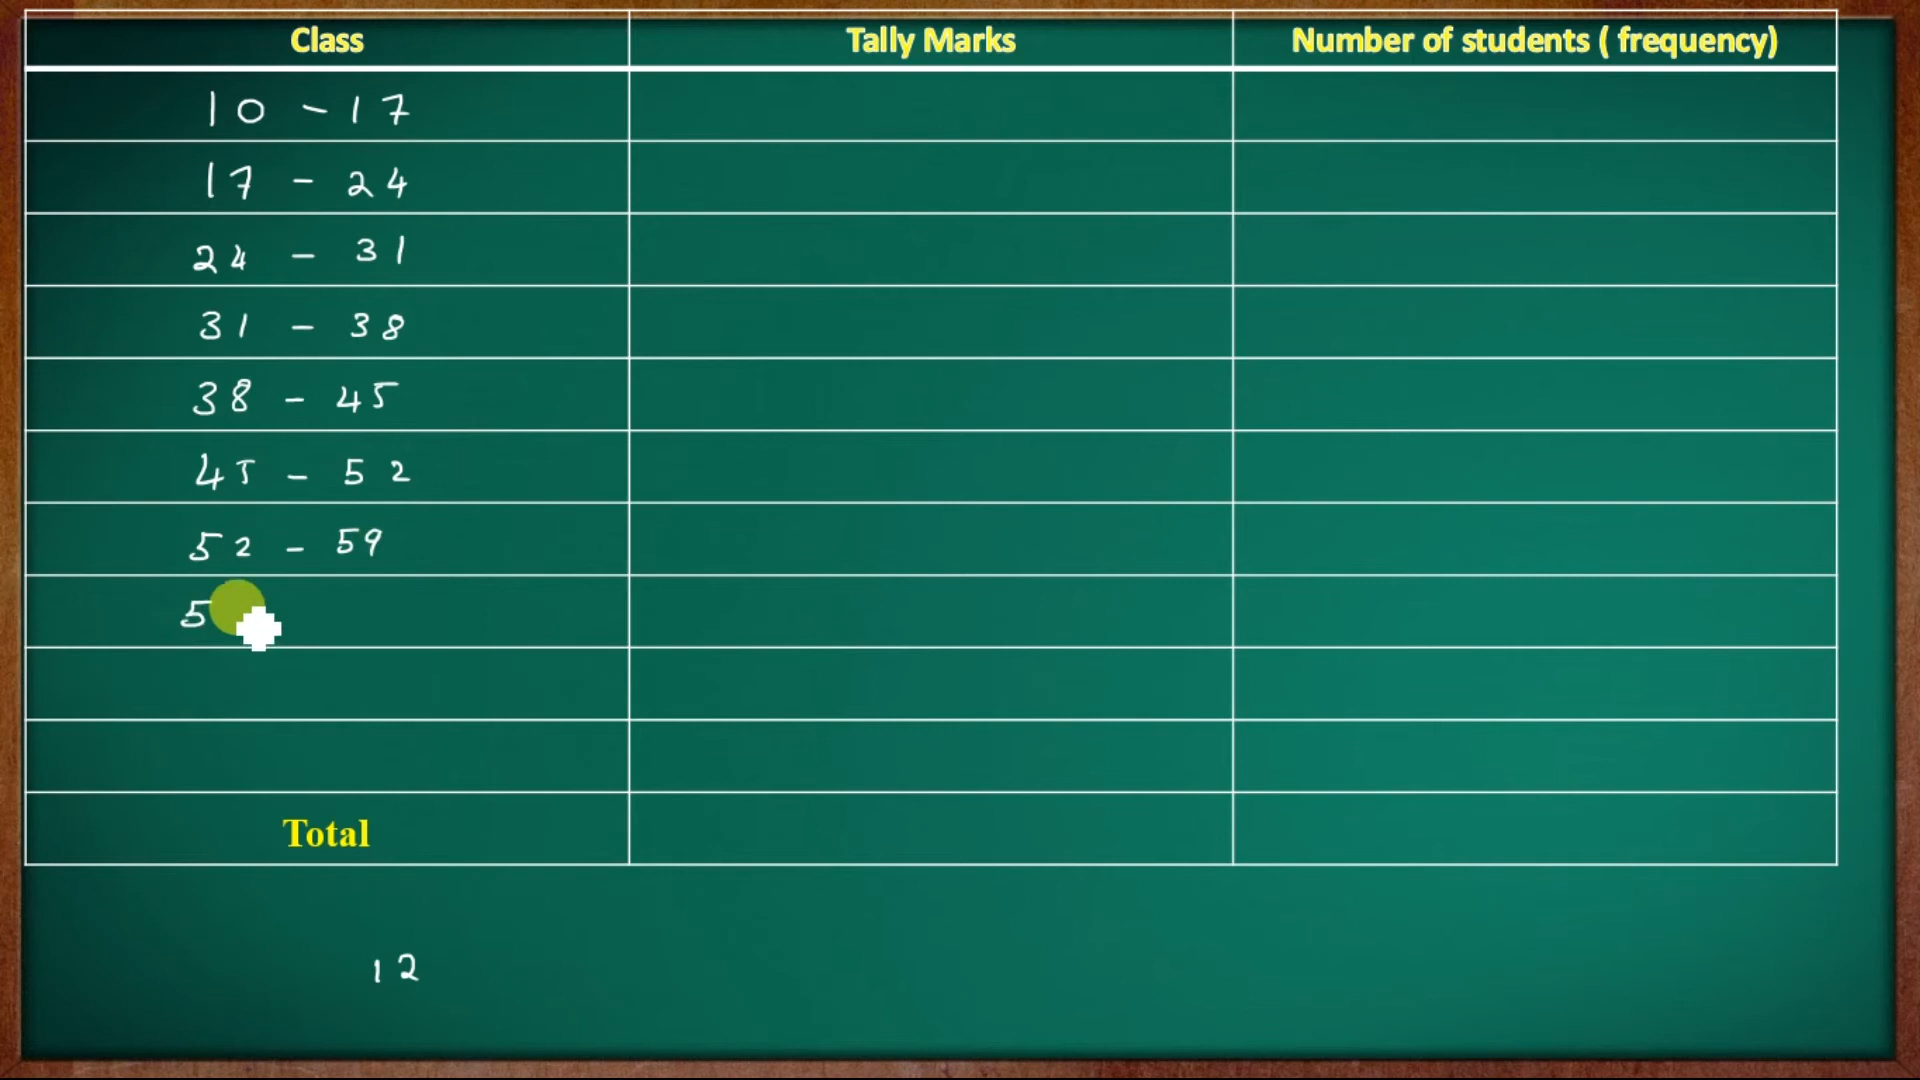 Class Tally Marks Number of students ( frequency)
10 - 17
17 - 24
24 - 31
31 - 38
38 - 45
45 - 52
52 - 59
5
Total
12